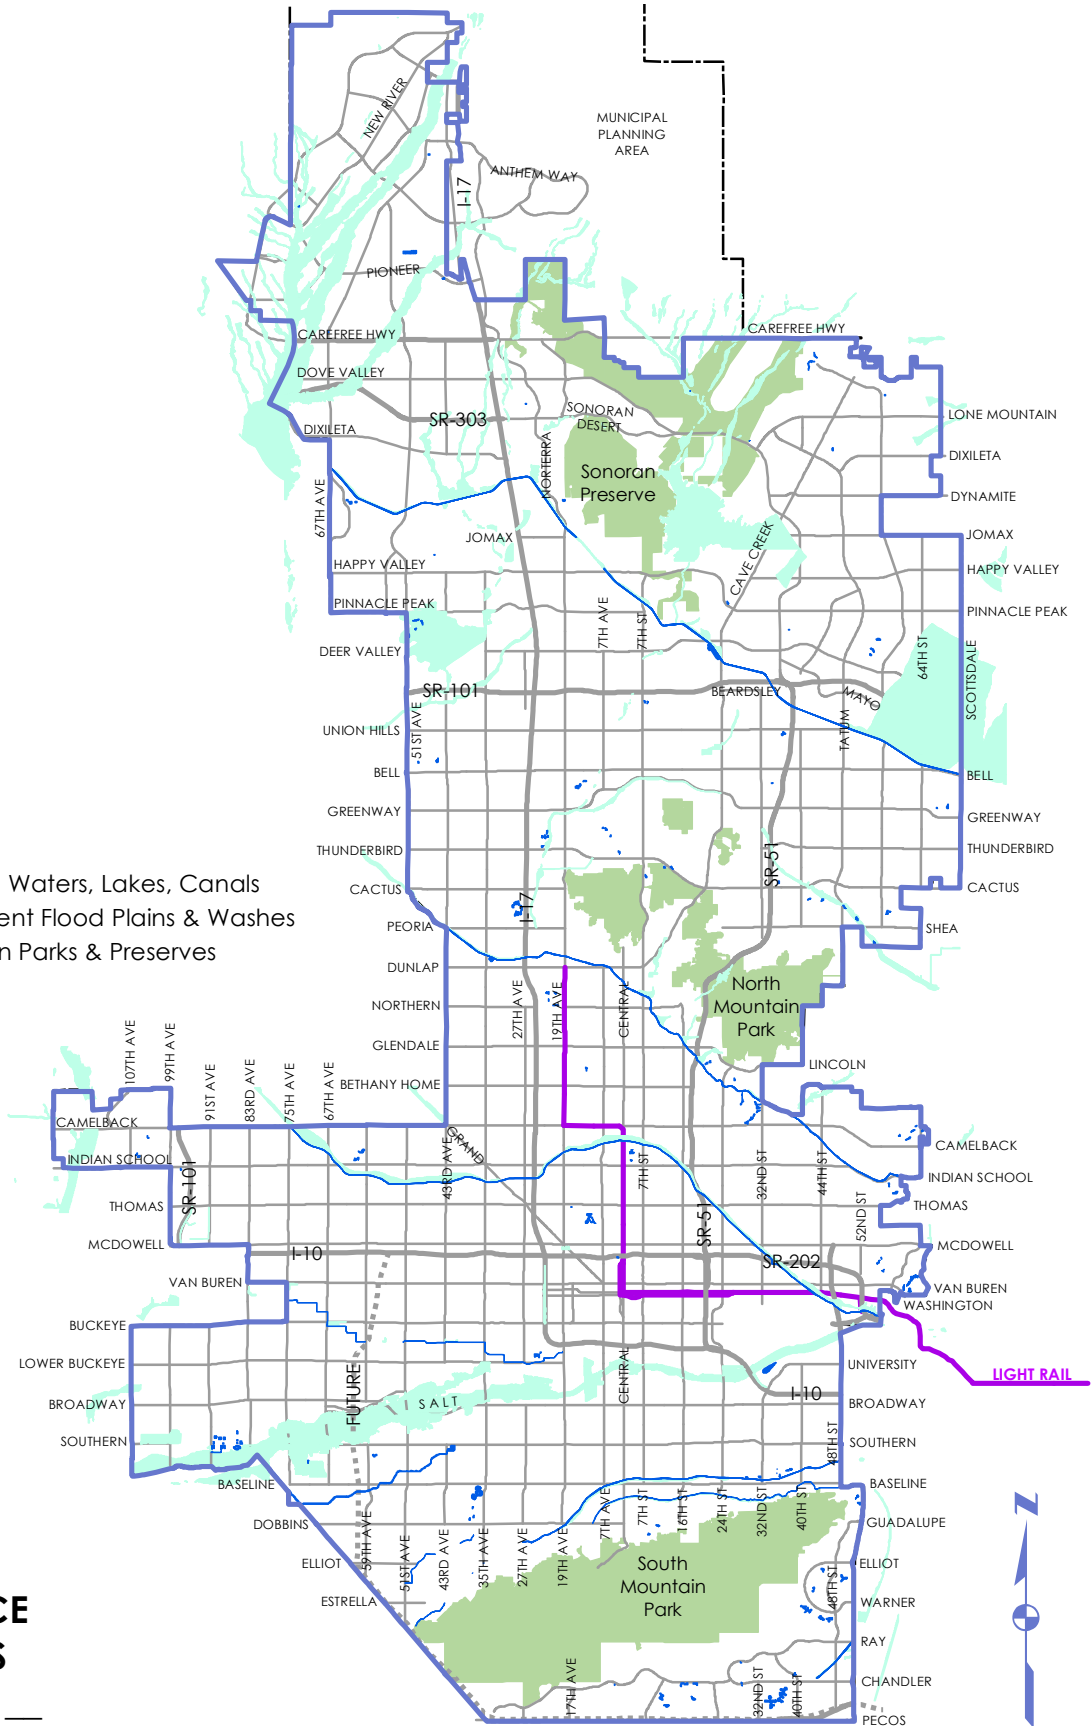 MUNICIPAL
PLANNING
AREA
NEW RIVER
ANTHEM WAY
I-17
PIONEER
CAREFREE HWY
CAREFREE HWY
DOVE VALLEY
SR-303
SONORAN
DESERT
LONE MOUNTAIN
DIXILETA
DIXILETA
NORTERRA
Sonoran
Preserve
67TH AVE
DYNAMITE
JOMAX
JOMAX
CAVE CREEK
HAPPY VALLEY
HAPPY VALLEY
PINNACLE PEAK
PINNACLE PEAK
7TH AVE
7TH ST
DEER VALLEY
64TH ST
SCOTTSDALE
SR-101
BEARDSLEY
MAYO
51ST AVE
UNION HILLS
TATUM
BELL
BELL
GREENWAY
GREENWAY
THUNDERBIRD
THUNDERBIRD
SR-51
Waters, Lakes, Canals
CACTUS
CACTUS
ent Flood Plains & Washes
I-17
PEORIA
SHEA
n Parks & Preserves
DUNLAP
NORTHERN
27TH AVE
19TH AVE
CENTRAL
North
Mountain
Park
GLENDALE
LINCOLN
107TH AVE
99TH AVE
91ST AVE
83RD AVE
75TH AVE
67TH AVE
BETHANY HOME
CAMELBACK
GRAND
CAMELBACK
INDIAN SCHOOL
INDIAN SCHOOL
SR-101
43RD AVE
7TH ST
32ND ST
44TH ST
THOMAS
THOMAS
52ND ST
SR-51
MCDOWELL
MCDOWELL
I-10
SR-202
VAN BUREN
VAN BUREN
WASHINGTON
BUCKEYE
LOWER BUCKEYE
UNIVERSITY
LIGHT RAIL
FUTURE
CENTRAL
I-10
BROADWAY
SALT
BROADWAY
SOUTHERN
SOUTHERN
48TH ST
BASELINE
BASELINE
7TH AVE
7TH ST
16TH ST
24TH ST
32ND ST
40TH ST
DOBBINS
GUADALUPE
59TH AVE
51ST AVE
43RD AVE
35TH AVE
27TH AVE
19TH AVE
ELLIOT
ELLIOT
South
Mountain
Park
48TH ST
ESTRELLA
WARNER
CE
RAY
S
17TH AVE
32ND ST
40TH ST
CHANDLER
PECOS
N